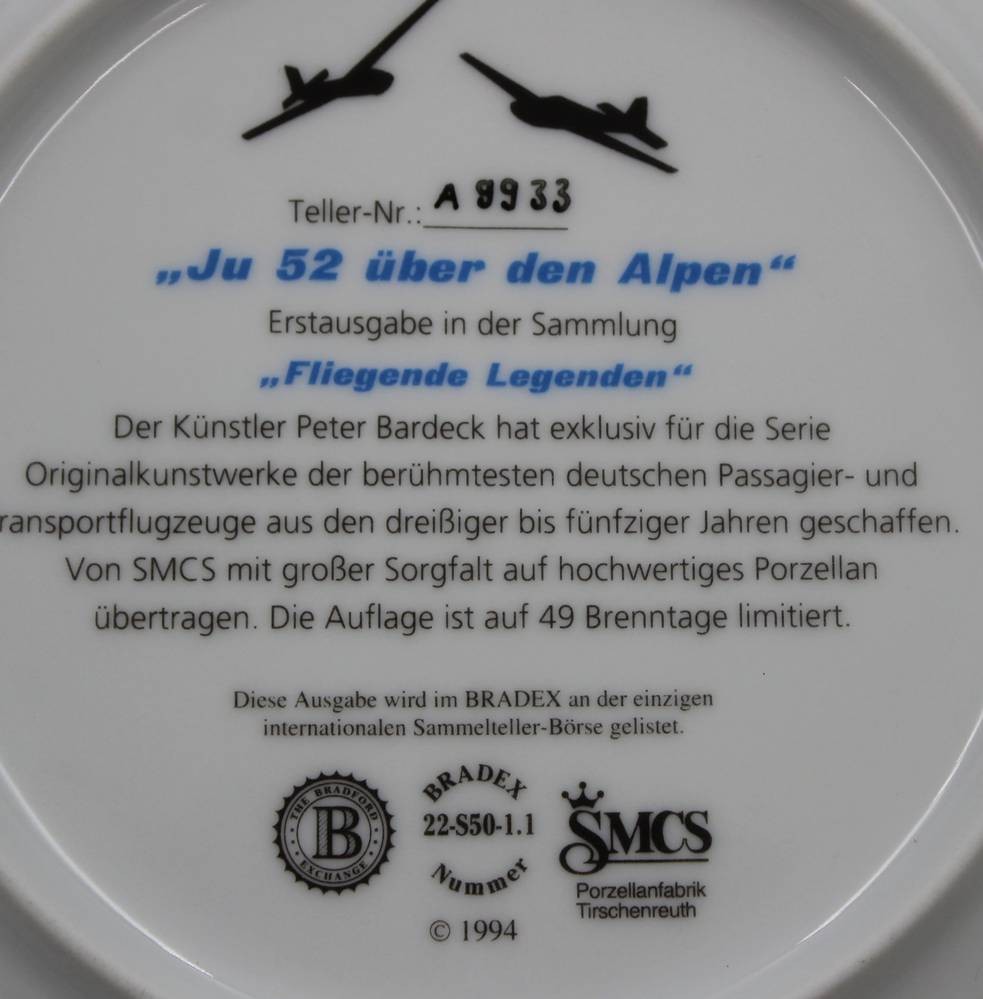 Teller-Nr.: A 9933
„Ju 52 über den Alpen“
Erstausgabe in der Sammlung
„Fliegende Legenden“
Der Künstler Peter Bardeck hat exklusiv für die Serie
Originalkunstwerke der berühmtesten deutschen Passagier- und
ransportflugzeuge aus den dreißiger bis fünfziger Jahren geschaffen.
Von SMCS mit großer Sorgfalt auf hochwertiges Porzellan
übertragen. Die Auflage ist auf 49 Brenntage limitiert.
Diese Ausgabe wird im BRADEX an der einzigen
internationalen Sammelteller-Börse gelistet.
THE BRADFORD
B
EXCHANGE
BRADEX
22-S50-1.1
Nummer
SMCS
Porzellanfabrik
Tirschenreuth
© 1994